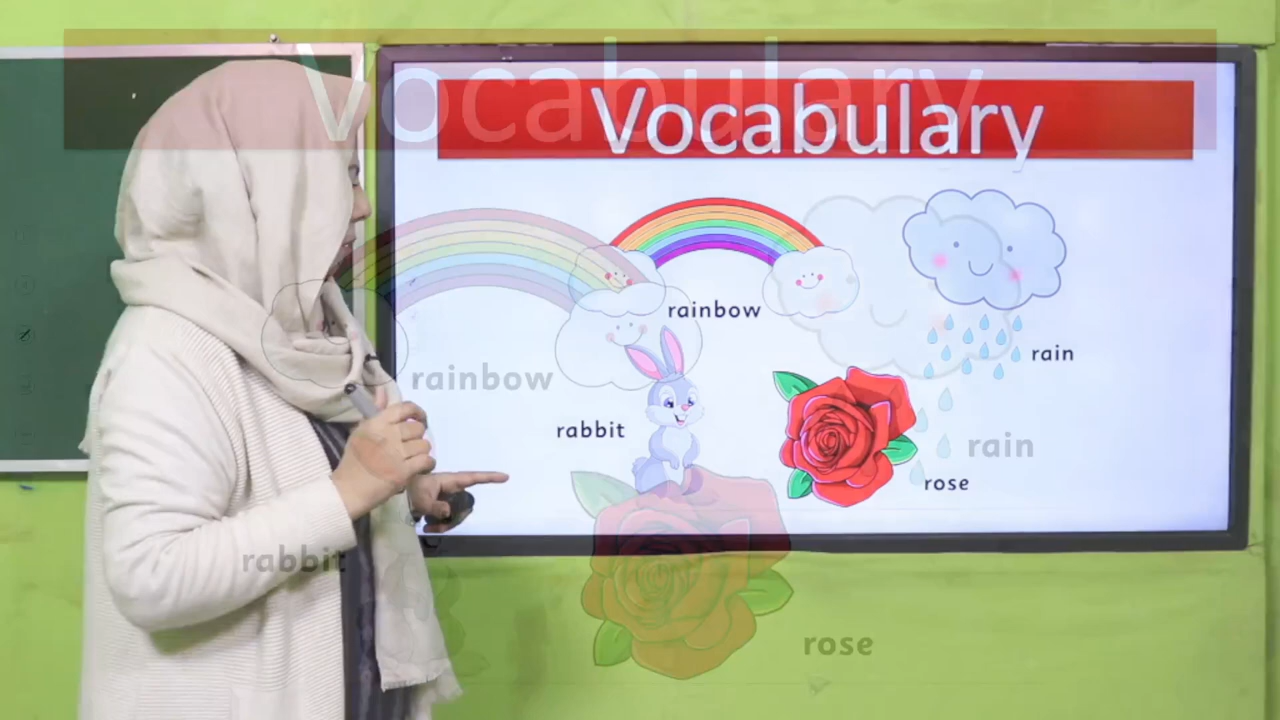 Vocabulary
Vocabulary
rainbow
rain
rainbow
rabbit
rain
rose
rabbit
rose